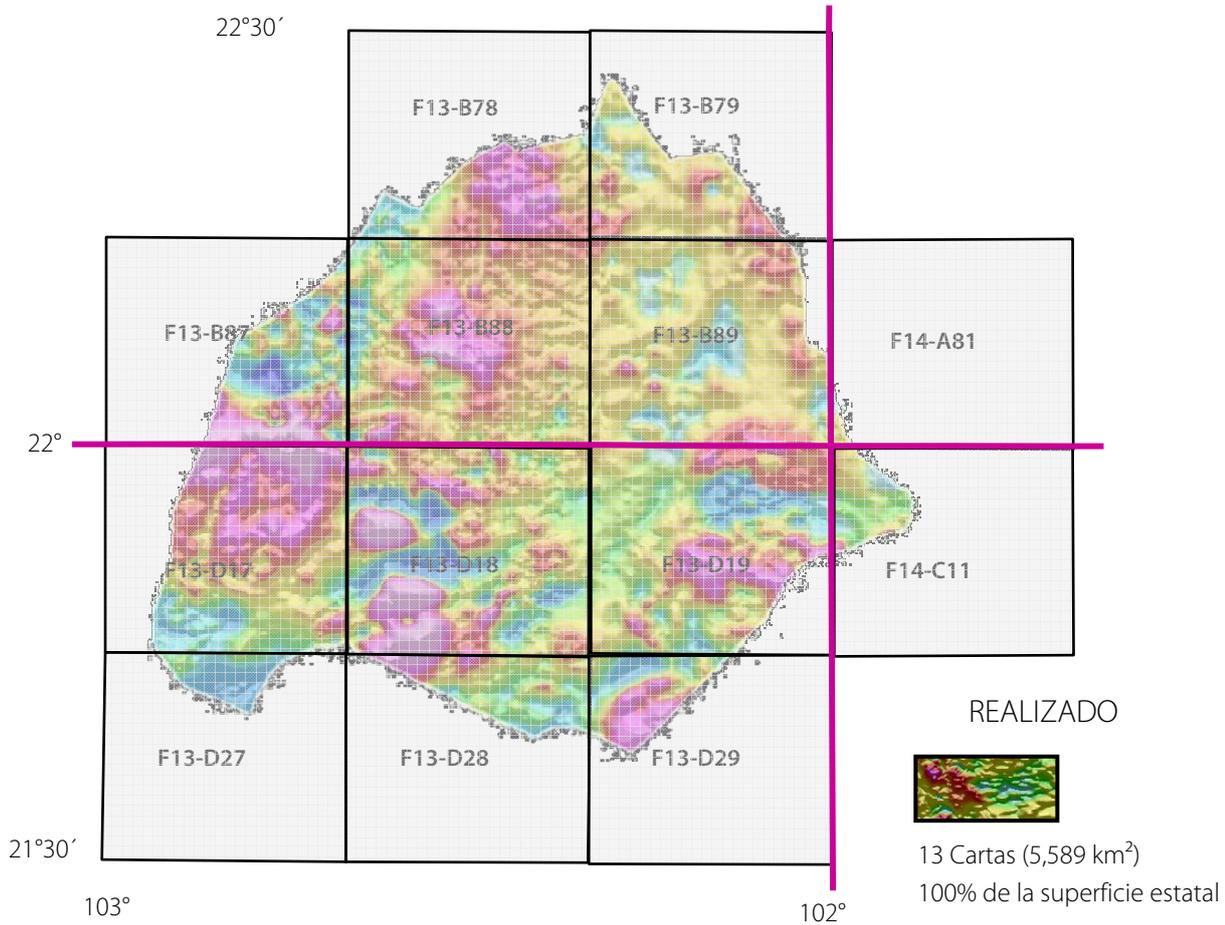 22°30´
F13-B78
F13-B79
F13-B87
F13-B88
F13-B89
F14-A81
22°
F13-D17
F13-D18
F13-D19
F14-C11
REALIZADO
F13-D27
F13-D28
F13-D29
21°30´
13 Cartas (5,589 km²)
100% de la superficie estatal
103°
102°